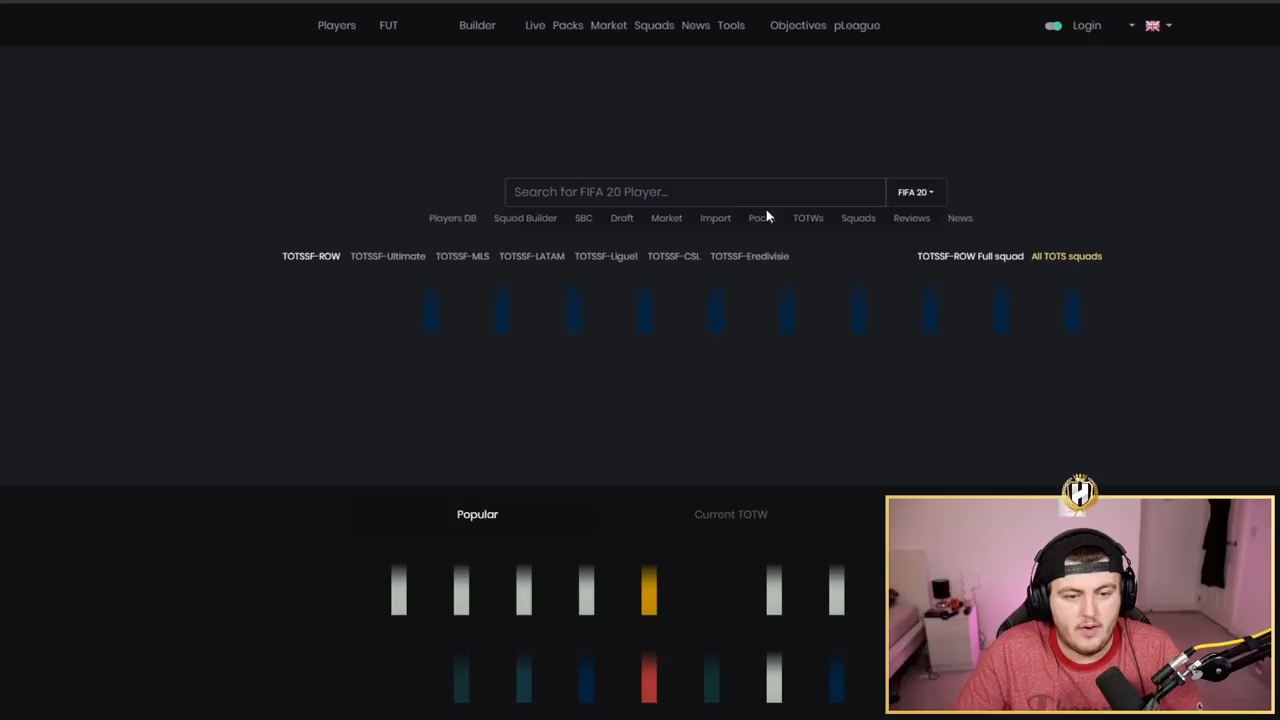 Players FUT Builder Live Packs Market Squads News Tools Objectives pLeague Login
Search for FIFA 20 Player... FIFA 20
Players DB Squad Builder SBC Draft Market Import TOTWs Squads Reviews News
TOTSSF-ROW TOTSSF-Ultimate TOTSSF-MLS TOTSSF-LATAM TOTSSF-Ligue1 TOTSSF-CSL TOTSSF-Eredivisie TOTSSF-ROW Full squad All TOTS squads
Popular Current TOTW